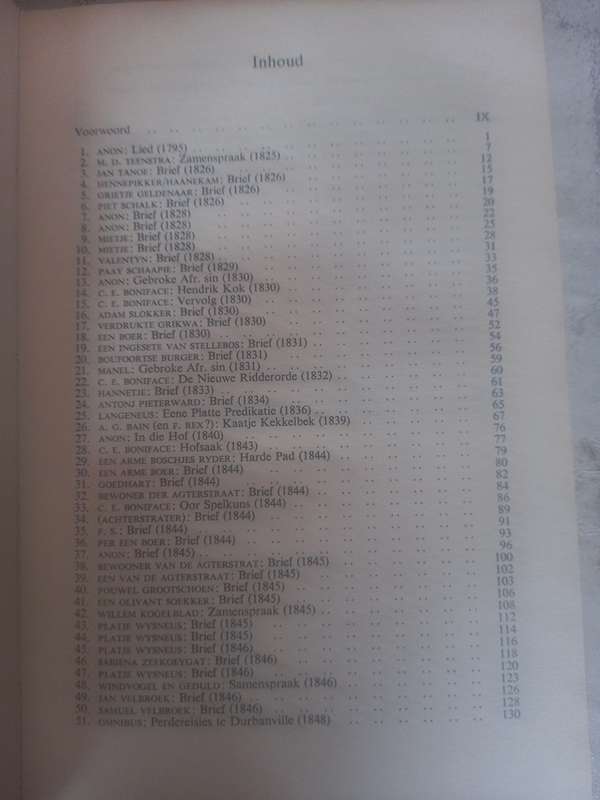 Inhoud
Voorwoord .. .. .. .. .. .. .. .. .. .. .. IX
1. ANON: Lied (1795) .. .. .. .. .. .. .. .. .. 1
2. M. D. TEENSTRA: Zamenspraak (1825) .. .. .. .. .. .. 7
3. JAN TANOE: Brief (1826) .. .. .. .. .. .. .. .. 12
4. HENNEPIKKER/HAANEKAM: Brief (1826) .. .. .. .. .. .. 15
5. GRIETJE GELDENAAR: Brief (1826) .. .. .. .. .. .. 17
6. PIET SCHALK: Brief (1826) .. .. .. .. .. .. .. 19
7. ANON: Brief (1828) .. .. .. .. .. .. .. .. .. 20
8. ANON: Brief (1828) .. .. .. .. .. .. .. .. .. 22
9. MIETJE: Brief (1828) .. .. .. .. .. .. .. .. .. 25
10. MIETJE: Brief (1828) .. .. .. .. .. .. .. .. .. 28
11. VALENTYN: Brief (1828) .. .. .. .. .. .. .. .. 31
12. PAAY SCHAAPIE: Brief (1829) .. .. .. .. .. .. .. 33
13. ANON: Gebroke Afr. sin (1830) .. .. .. .. .. .. .. 35
14. C. E. BONIFACE: Hendrik Kok (1830) .. .. .. .. .. .. 36
15. C. E. BONIFACE: Vervolg (1830) .. .. .. .. .. .. .. 38
16. ADAM SLOKKER: Brief (1830) .. .. .. .. .. .. .. 45
17. VERDRUKTE GRIKWA: Brief (1830) .. .. .. .. .. .. 47
18. EEN BOER: Brief (1830) .. .. .. .. .. .. .. .. 52
19. EEN INGESETE VAN STELLEBOS: Brief (1831) .. .. .. .. .. 54
20. BOUTOORTSE BURGER: Brief (1831) .. .. .. .. .. .. 56
21. MANEL: Gebroke Afr. sin (1831) .. .. .. .. .. .. .. 59
22. C. E. BONIFACE: De Nieuwe Ridderorde (1832) .. .. .. .. .. 60
23. HANNETJE: Brief (1833) .. .. .. .. .. .. .. .. 61
24. ANTONJ PIETERWARD: Brief (1834) .. .. .. .. .. .. 63
25. LANGENEUS: Eene Platte Predikatie (1836) .. .. .. .. .. 65
26. A. G. BAIN (en F. REX?): Kaatje Kekkelbek (1839) .. .. .. .. 67
27. ANON: In die Hof (1840) .. .. .. .. .. .. .. .. 76
28. C. E. BONIFACE: Hofsaak (1843) .. .. .. .. .. .. .. 77
29. EEN ARME BOSCHJES RYDER: Harde Pad (1844) .. .. .. .. .. 79
30. EEN ARME BOER: Brief (1844) .. .. .. .. .. .. .. 80
31. GOEDHART: Brief (1844) .. .. .. .. .. .. .. .. 82
32. BEWONER DER AGTERSTRAAT: Brief (1844) .. .. .. .. .. 84
33. C. E. BONIFACE: Oor Spelkuns (1844) .. .. .. .. .. .. 86
34. (ACHTERSTRATER): Brief (1844) .. .. .. .. .. .. .. 89
35. F. S.: Brief (1844) .. .. .. .. .. .. .. .. .. 91
36. PER EEN BOER: Brief (1844) .. .. .. .. .. .. .. 93
37. ANON: Brief (1845) .. .. .. .. .. .. .. .. .. 96
38. BEWOONER VAN DE AGTERSTRAT: Brief (1845) .. .. .. .. .. 100
39. EEN VAN DE AGTERSTRAAT: Brief (1845) .. .. .. .. .. 102
40. POUWEL GROOTSCHOEN: Brief (1845) .. .. .. .. .. .. 103
41. EEN OLIVANT SOEKKER: Brief (1845) .. .. .. .. .. .. 106
42. WILLEM KOGELBLAD: Zamenspraak (1845) .. .. .. .. .. 108
43. PLATJE WYSNEUS: Brief (1845) .. .. .. .. .. .. .. 112
44. PLATJE WYSNEUS: Brief (1845) .. .. .. .. .. .. .. 114
45. PLATJE WYSNEUS: Brief (1845) .. .. .. .. .. .. .. 116
46. SABIENA ZEEKOEYGAT: Brief (1846) .. .. .. .. .. .. 118
47. PLATJE WYSNEUS: Brief (1846) .. .. .. .. .. .. .. 120
48. WINDVOGEL EN GEDULD: Samenspraak (1846) .. .. .. .. .. 123
49. JAN VELBROEK: Brief (1846) .. .. .. .. .. .. .. 126
50. SAMUEL VELBROEK: Brief (1846) .. .. .. .. .. .. .. 128
51. OMNIBUS: Perdereisies te Durbanville (1848) .. .. .. .. .. 130